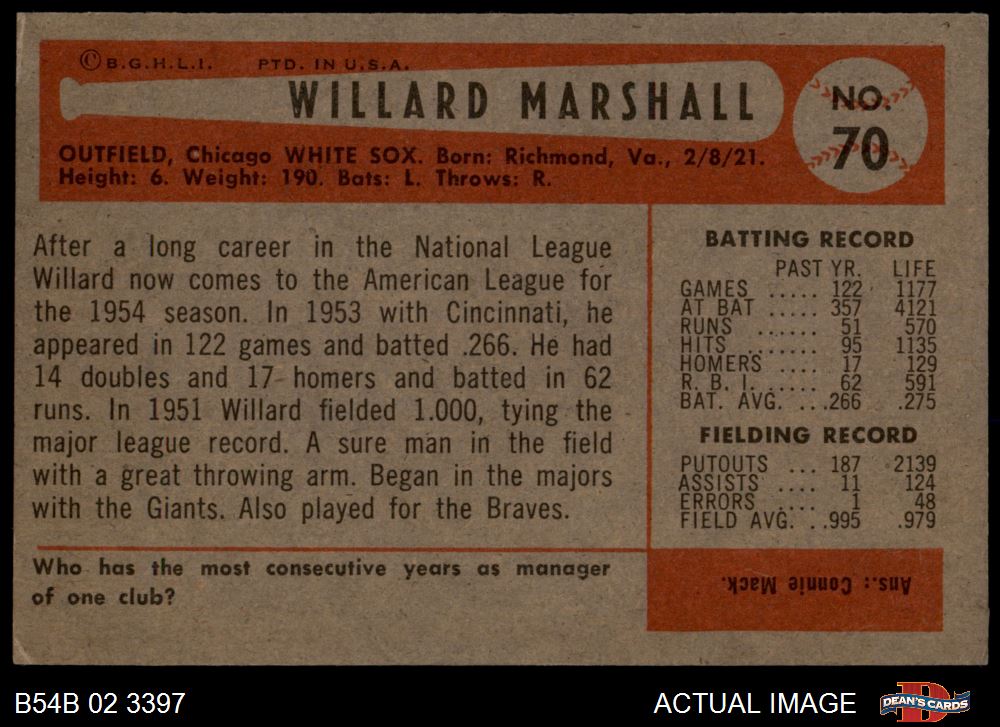 ©B.G.H.L.I. PTD. IN U.S.A.
WILLARD MARSHALL
NO.
70
OUTFIELD, Chicago WHITE SOX. Born: Richmond, Va., 2/8/21.
Height: 6. Weight: 190. Bats: L. Throws: R.
After a long career in the National League
Willard now comes to the American League for
the 1954 season. In 1953 with Cincinnati, he
appeared in 122 games and batted .266. He had
14 doubles and 17 homers and batted in 62
runs. In 1951 Willard fielded 1.000, tying the
major league record. A sure man in the field
with a great throwing arm. Began in the majors
with the Giants. Also played for the Braves.
BATTING RECORD
PAST YR. LIFE
GAMES ..... 122 1177
AT BAT ..... 357 4121
RUNS ...... 51 570
HITS ....... 95 1135
HOMERS .... 17 129
R. B. I. ..... 62 591
BAT. AVG. ...266 .275
FIELDING RECORD
PUTOUTS ... 187 2139
ASSISTS .... 11 124
ERRORS .... 1 48
FIELD AVG. ..995 .979
Who has the most consecutive years as manager
of one club?
Ans.: Connie Mack.
B54B 02 3397
ACTUAL IMAGE
DEAN'S CARDS